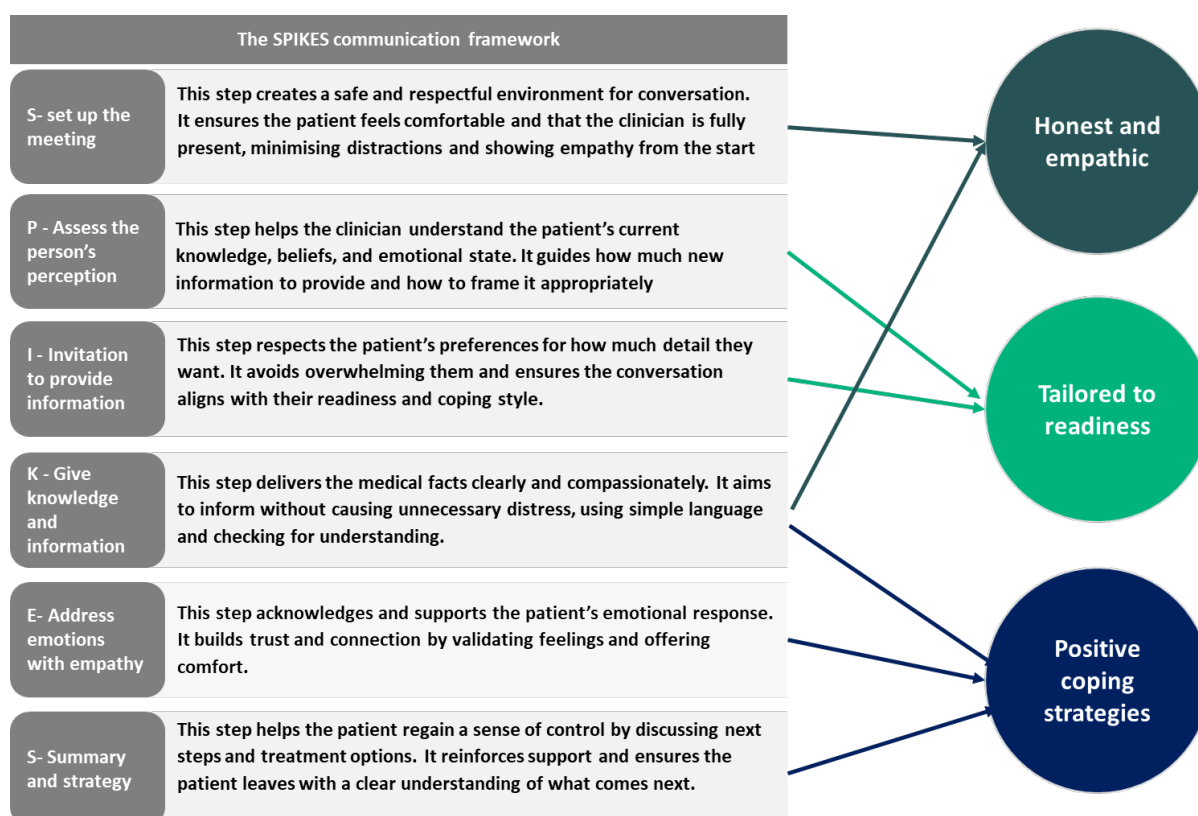 The SPIKES communication framework
S- set up the
meeting
This step creates a safe and respectful environment for conversation.
It ensures the patient feels comfortable and that the clinician is fully
present, minimising distractions and showing empathy from the start
P - Assess the
person's
perception
This step helps the clinician understand the patient's current
knowledge, beliefs, and emotional state. It guides how much new
information to provide and how to frame it appropriately
I - Invitation
to provide
information
This step respects the patient's preferences for how much detail they
want. It avoids overwhelming them and ensures the conversation
aligns with their readiness and coping style.
K - Give
knowledge
and
information
This step delivers the medical facts clearly and compassionately. It aims
to inform without causing unnecessary distress, using simple language
and checking for understanding.
E- Address
emotions
with empathy
This step acknowledges and supports the patient's emotional response.
It builds trust and connection by validating feelings and offering
comfort.
S- Summary
and strategy
This step helps the patient regain a sense of control by discussing next
steps and treatment options. It reinforces support and ensures the
patient leaves with a clear understanding of what comes next.
Honest and
empathic
Tailored to
readiness
Positive
coping
strategies